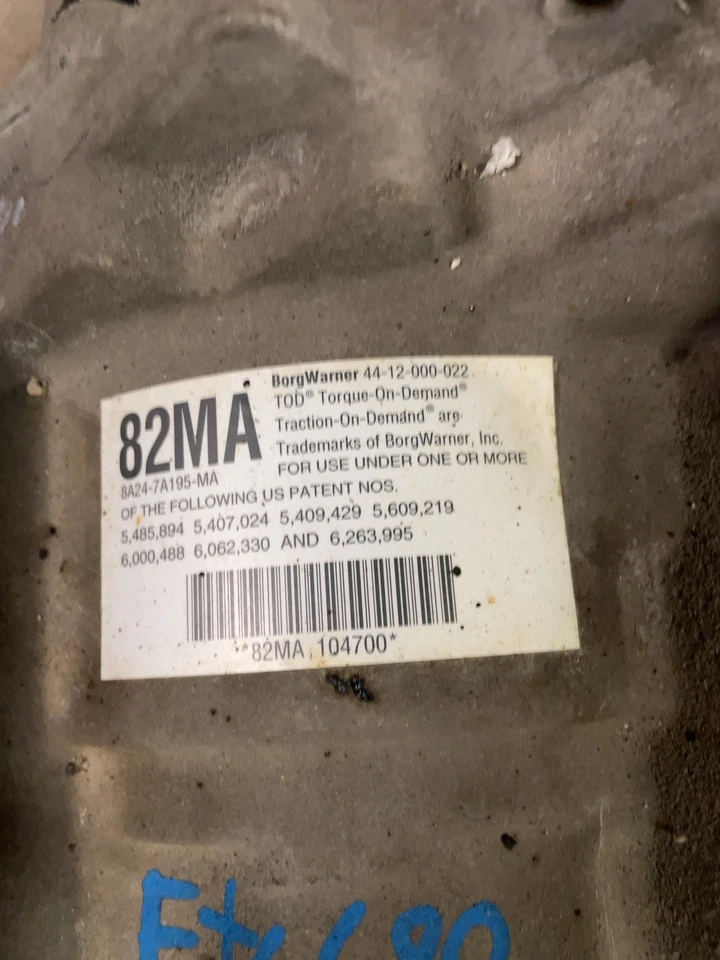 BorgWarner 44-12-000-022
TOD® Torque-On-Demand®
82MA
Traction-On-Demand® are
Trademarks of BorgWarner, Inc.
8A24-7A195-MA
FOR USE UNDER ONE OR MORE
OF THE FOLLOWING US PATENT NOS.
5,485,894 5,407,024 5,409,429 5,609,219
6,000,488 6,062,330 AND 6,263,995
**82MA 104700*